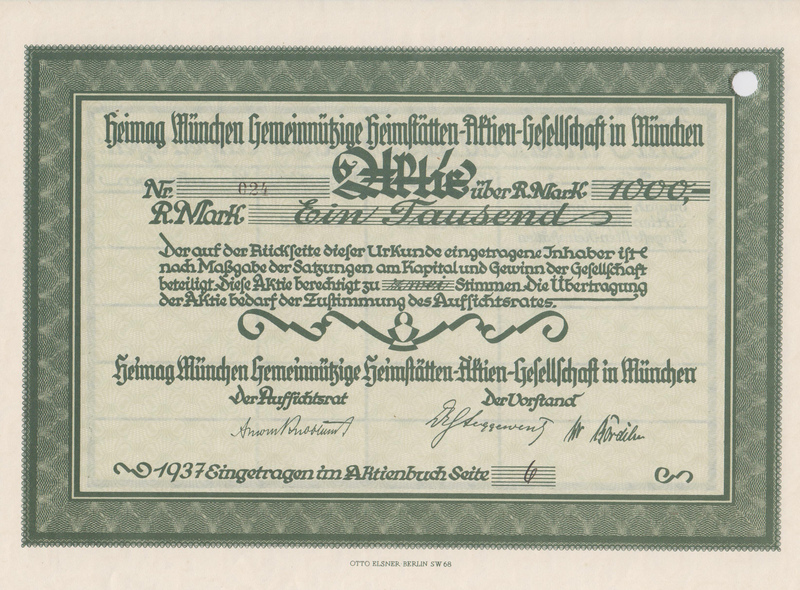 Heimag München Gemeinnützige Heimstätten-Aktien-Gesellschaft in München
Aktie
Nr. 024 über R.Mark 1000,-
R.Mark Ein Tausend
Der auf der Rückseite dieser Urkunde eingetragene Inhaber ist
nach Maßgabe der Satzungen am Kapital und Gewinn der Gesellschaft
beteiligt. Diese Aktie berechtigt zu zwei Stimmen. Die Übertragung
der Aktie bedarf der Zustimmung des Aufsichtsrates.
Heimag München Gemeinnützige Heimstätten-Aktien-Gesellschaft in München
Der Aufsichtsrat Der Vorstand
1937 Eingetragen im Aktienbuch Seite 6
OTTO ELSNER BERLIN SW 68